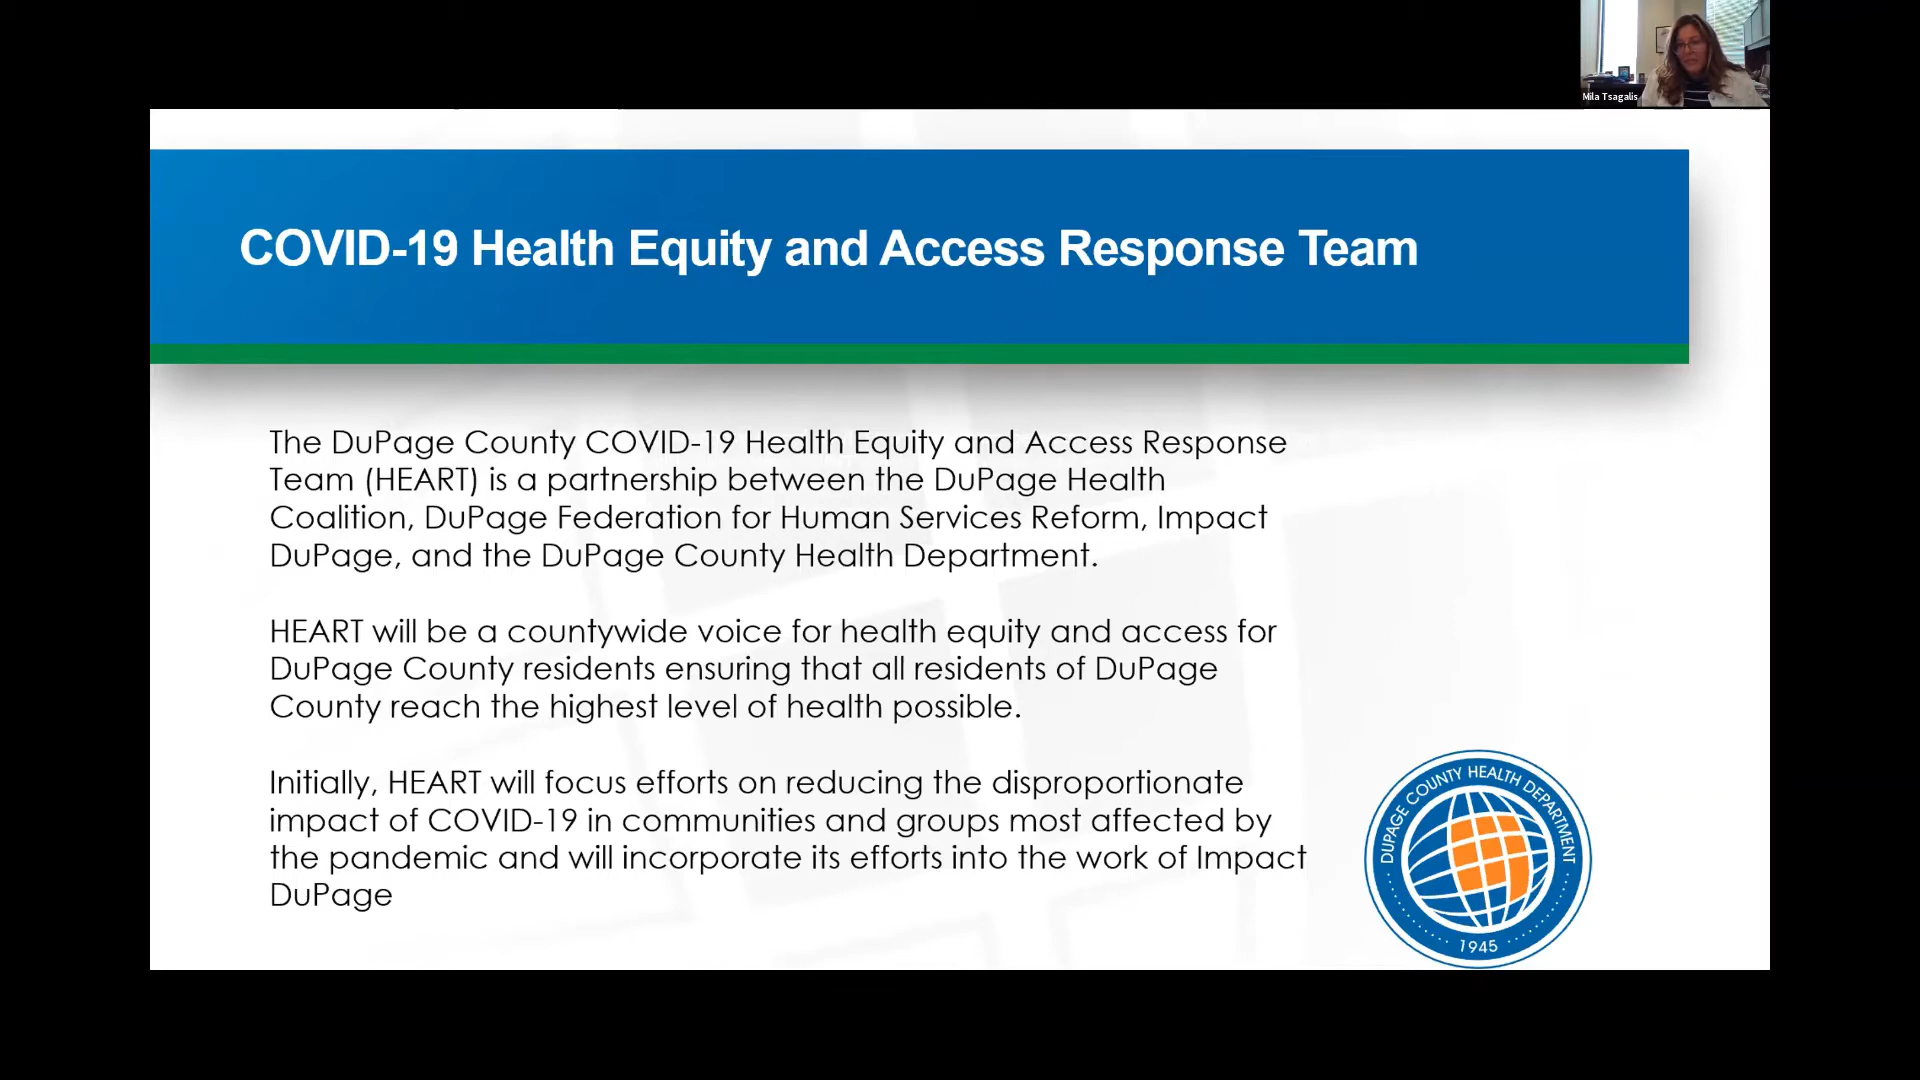 Mila Tsagalis
COVID-19 Health Equity and Access Response Team
The DuPage County COVID-19 Health Equity and Access Response
Team (HEART) is a partnership between the DuPage Health
Coalition, DuPage Federation for Human Services Reform, Impact
DuPage, and the DuPage County Health Department.
HEART will be a countywide voice for health equity and access for
DuPage County residents ensuring that all residents of DuPage
County reach the highest level of health possible.
Initially, HEART will focus efforts on reducing the disproportionate
impact of COVID-19 in communities and groups most affected by
the pandemic and will incorporate its efforts into the work of Impact
DuPage
DUPAGE COUNTY HEALTH DEPARTMENT
1945